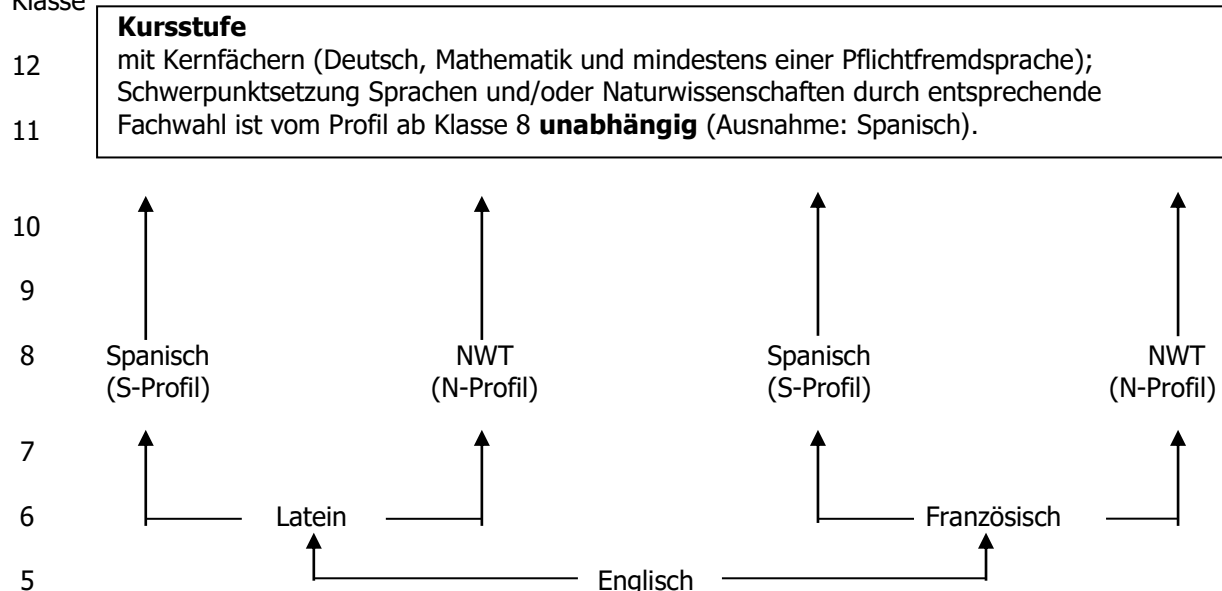 Klasse
Kursstufe
12 mit Kernfächern (Deutsch, Mathematik und mindestens einer Pflichtfremdsprache);
Schwerpunktsetzung Sprachen und/oder Naturwissenschaften durch entsprechende
11 Fachwahl ist vom Profil ab Klasse 8 unabhängig (Ausnahme: Spanisch).
10
9
8 Spanisch NWT Spanisch NWT
(S-Profil) (N-Profil) (S-Profil) (N-Profil)
7
6 Latein Französisch
5 Englisch